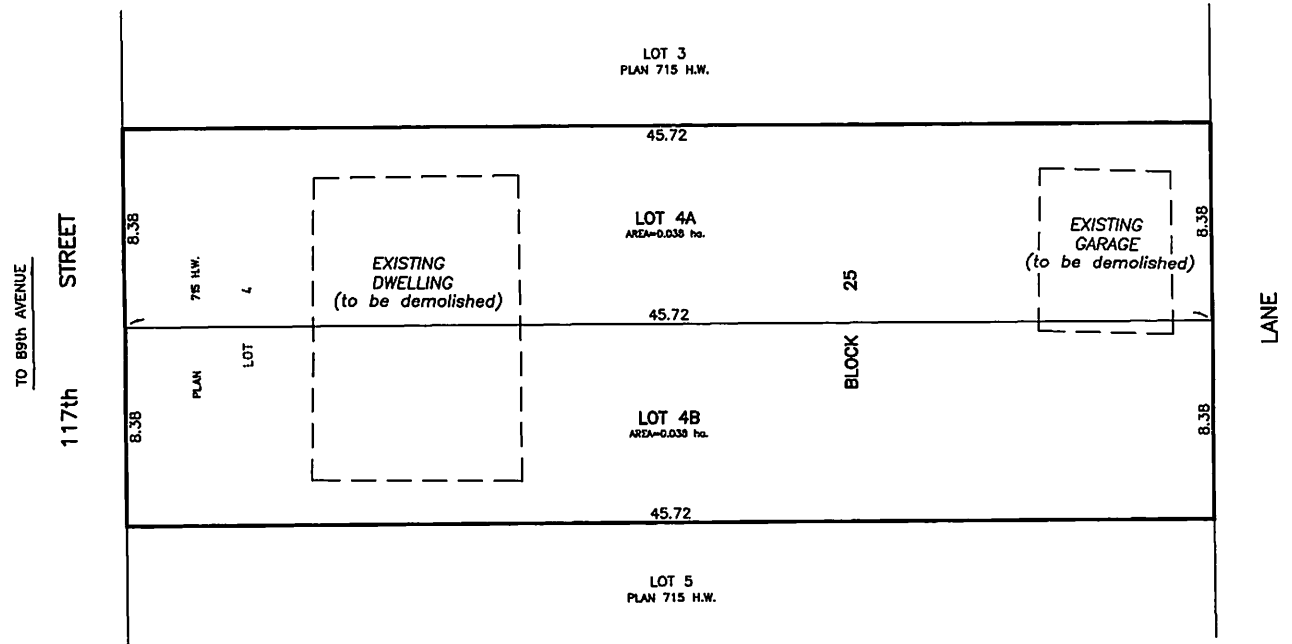 LOT 3
PLAN 715 H.W.
45.72
8.38
LOT 4A
AREA=0.038 ha.
8.38
EXISTING
GARAGE
(to be demolished)
EXISTING
DWELLING
(to be demolished)
TO 89th AVENUE
117th STREET
PLAN 715 H.W.
LOT 4
BLOCK 25
LANE
45.72
8.38
LOT 4B
AREA=0.038 ha.
8.38
45.72
LOT 5
PLAN 715 H.W.